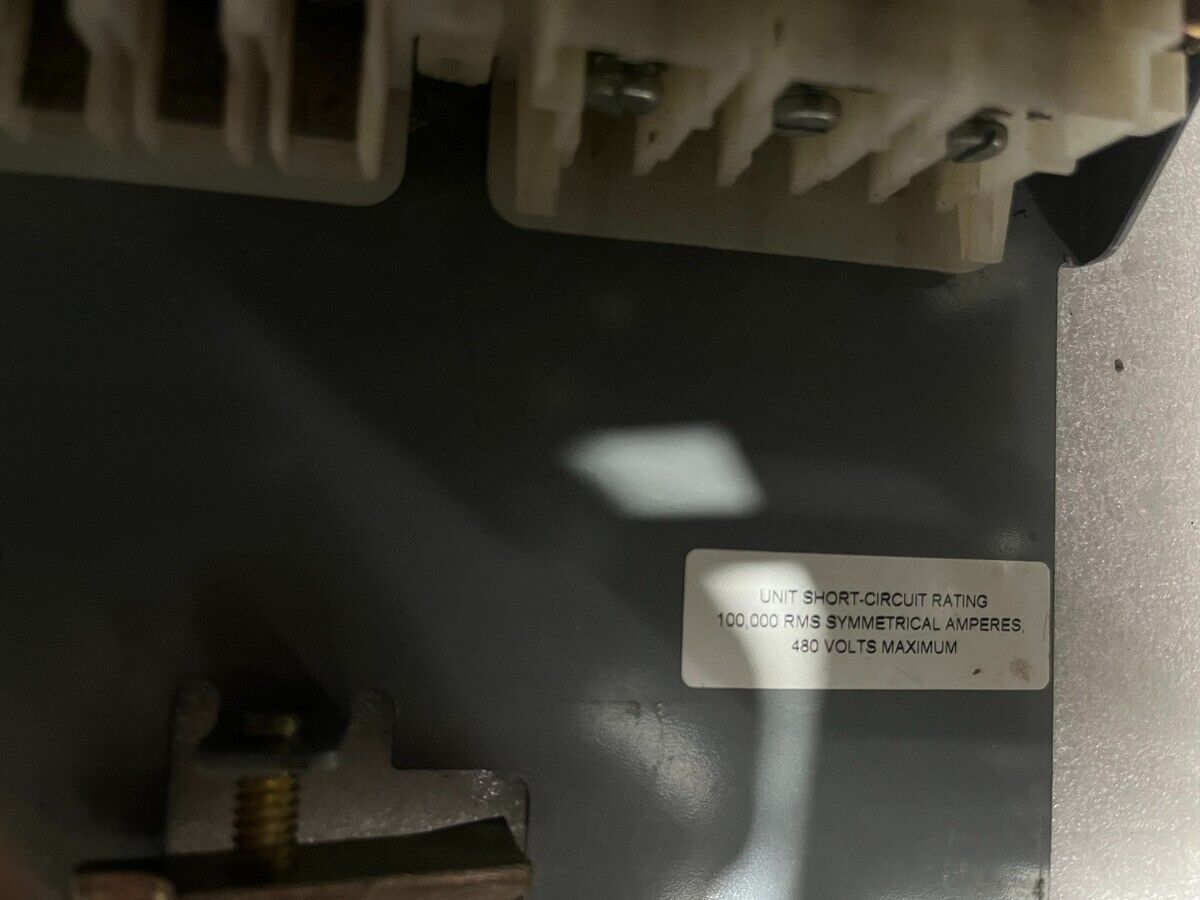 UNIT SHORT-CIRCUIT RATING
100,000 RMS SYMMETRICAL AMPERES,
480 VOLTS MAXIMUM